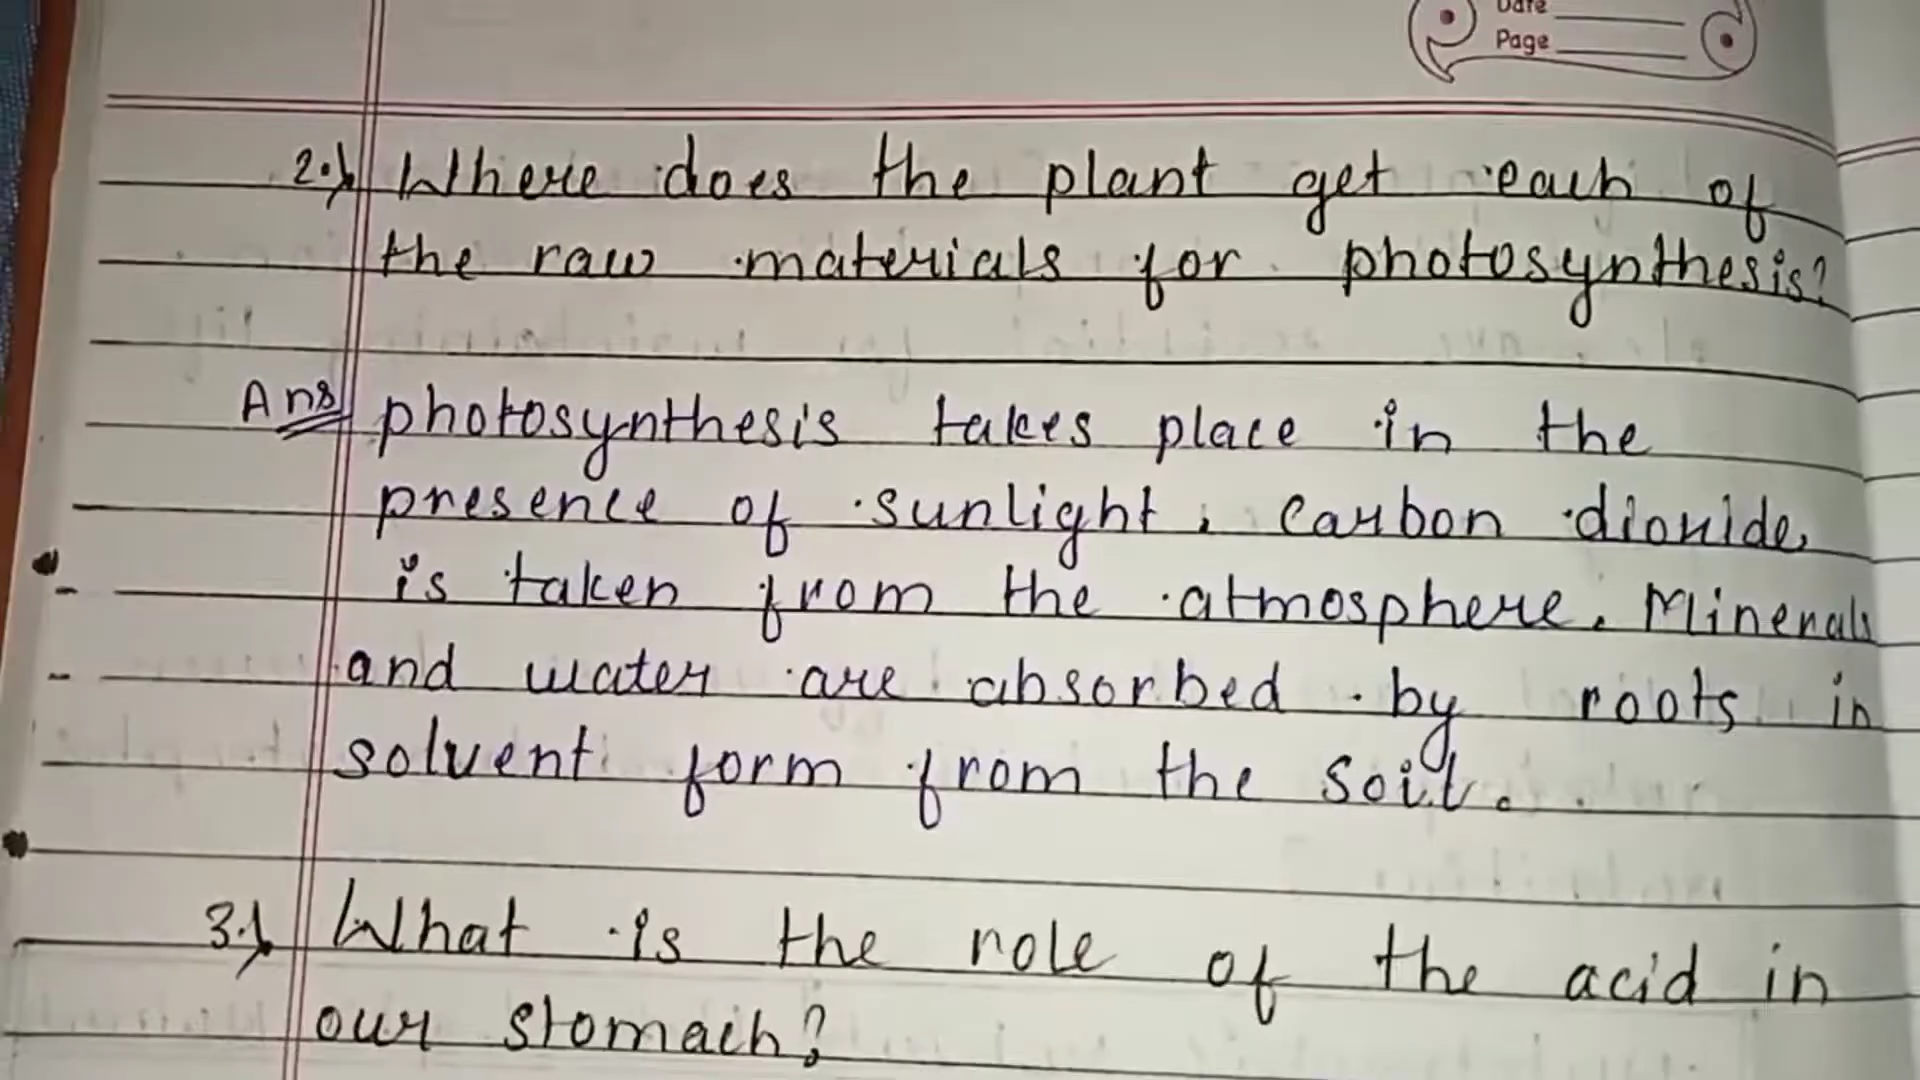 Date
Page
2.) Where does the plant get each of
the raw materials for photosynthesis?
Ans photosynthesis takes place in the
presence of sunlight, carbon dioxide
is taken from the atmosphere. Minerals
and water are absorbed by roots in
solvent form from the soil.
3.) What is the role of the acid in
our stomach?